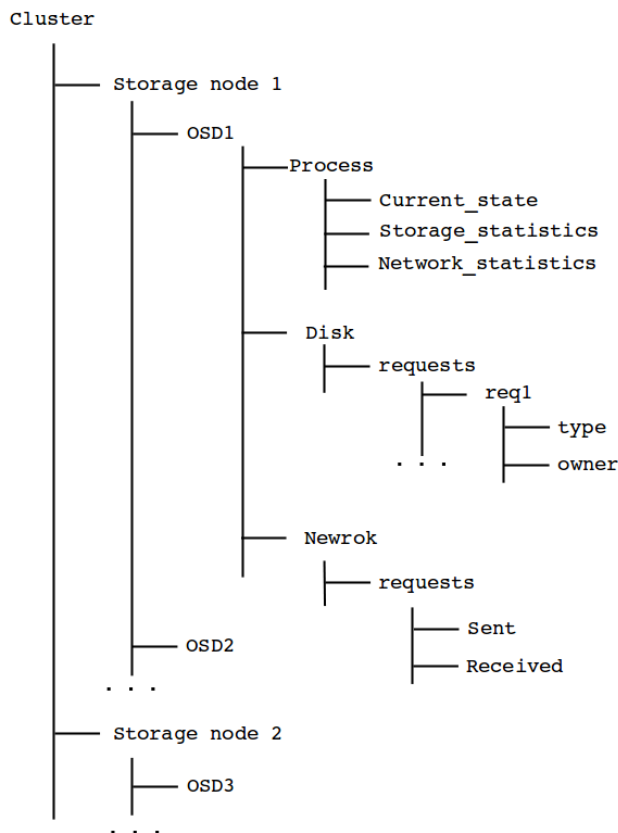 Cluster
Storage node 1
OSD1
Process
Current_state
Storage_statistics
Network_statistics
Disk
requests
req1
type
. . .
owner
Newrok
requests
Sent
OSD2
Received
. . .
Storage node 2
OSD3
. . .